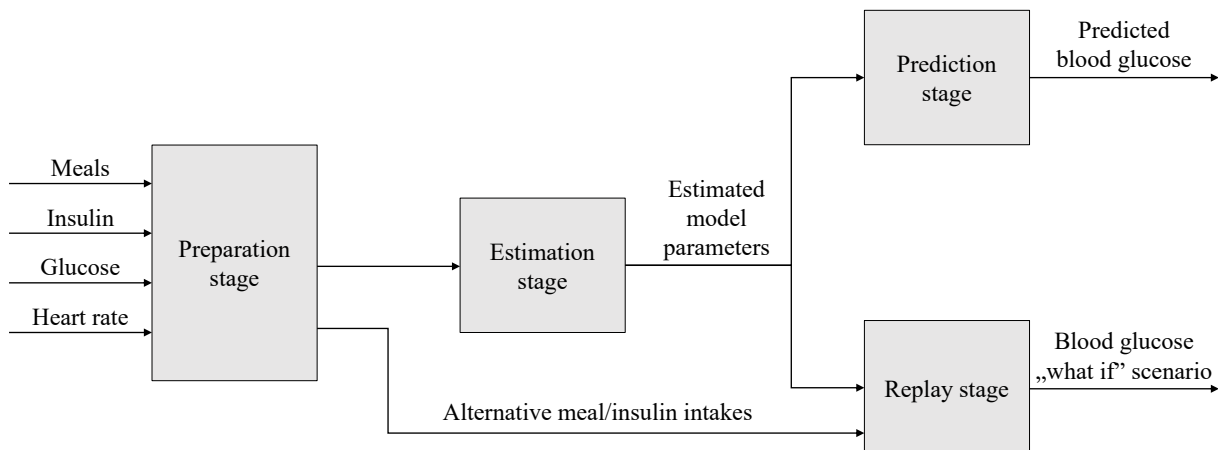 Meals
Insulin
Glucose
Heart rate
Preparation
stage
Estimation
stage
Estimated
model
parameters
Prediction
stage
Predicted
blood glucose
Alternative meal/insulin intakes
Replay stage
Blood glucose
„what if” scenario